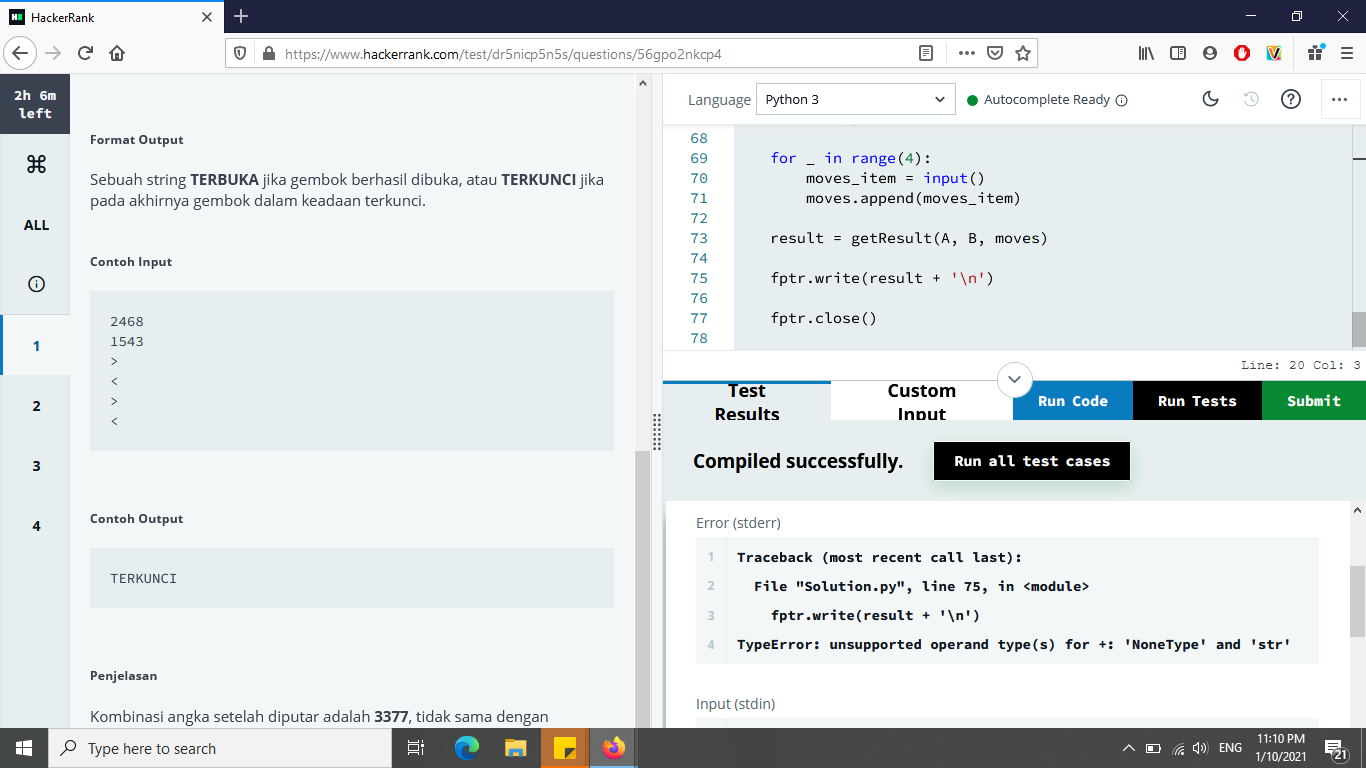 HackerRank
https://www.hackerrank.com/test/dr5nicp5n5s/questions/56gpo2nkcp4
2h 6m
left
ALL
1
2
3
4
Format Output
Sebuah string TERBUKA jika gembok berhasil dibuka, atau TERKUNCI jika
pada akhirnya gembok dalam keadaan terkunci.
Contoh Input
2468
1543
>
<
>
<
Contoh Output
TERKUNCI
Penjelasan
Kombinasi angka setelah diputar adalah 3377, tidak sama dengan
Language Python 3 Autocomplete Ready
68
69 for _ in range(4):
70 moves_item = input()
71 moves.append(moves_item)
72
73 result = getResult(A, B, moves)
74
75 fptr.write(result + '\n')
76
77 fptr.close()
78
Line: 20 Col: 3
Test
Results
Custom
Input
Run Code
Run Tests
Submit
Compiled successfully.
Run all test cases
Error (stderr)
1 Traceback (most recent call last):
2 File "Solution.py", line 75, in <module>
3 fptr.write(result + '\n')
4 TypeError: unsupported operand type(s) for +: 'NoneType' and 'str'
Input (stdin)
Type here to search
ENG
11:10 PM
1/10/2021
21